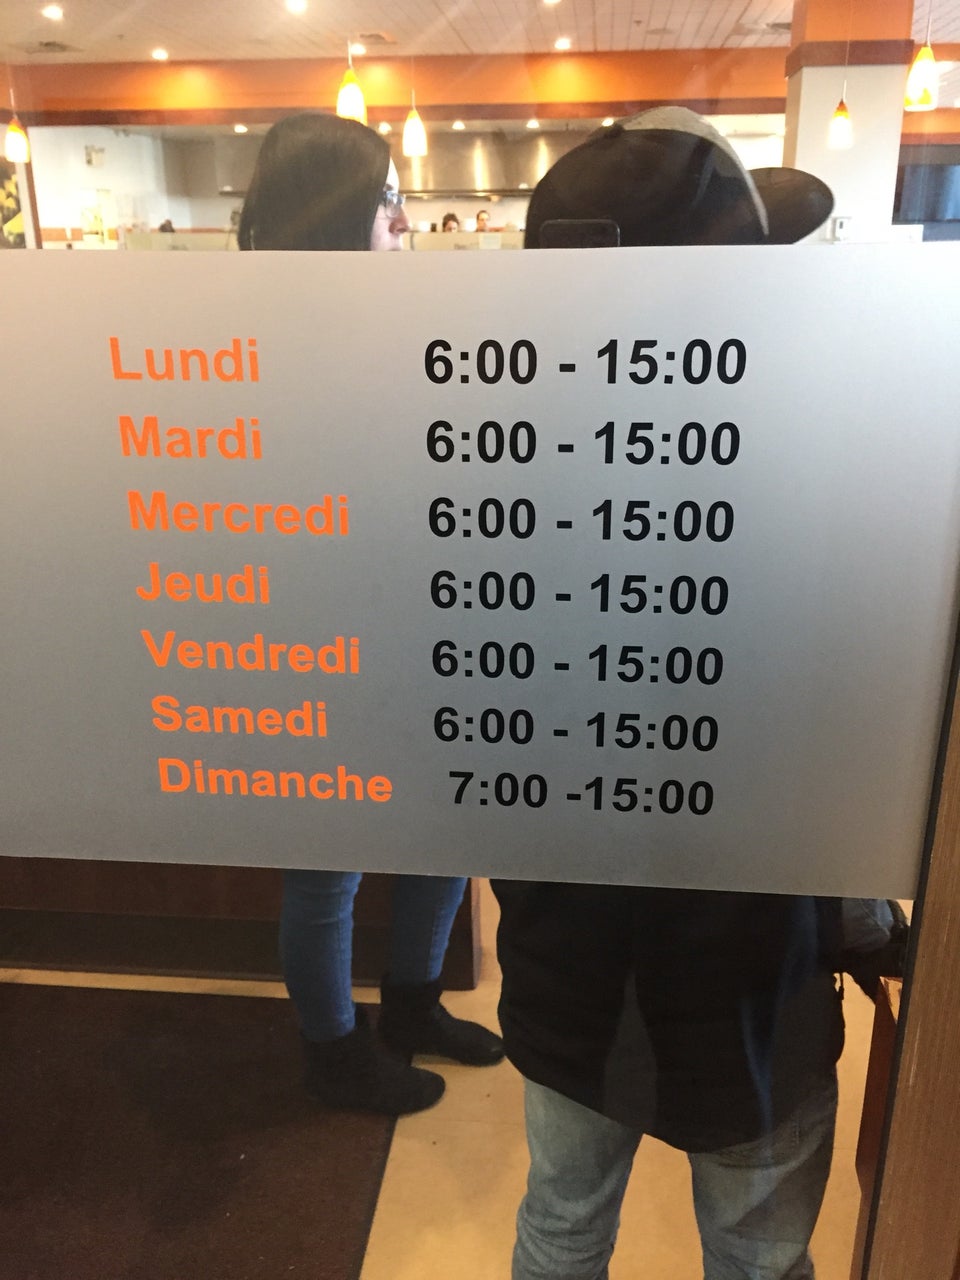 Lundi 6:00 - 15:00
Mardi 6:00 - 15:00
Mercredi 6:00 - 15:00
Jeudi 6:00 - 15:00
Vendredi 6:00 - 15:00
Samedi 6:00 - 15:00
Dimanche 7:00 -15:00